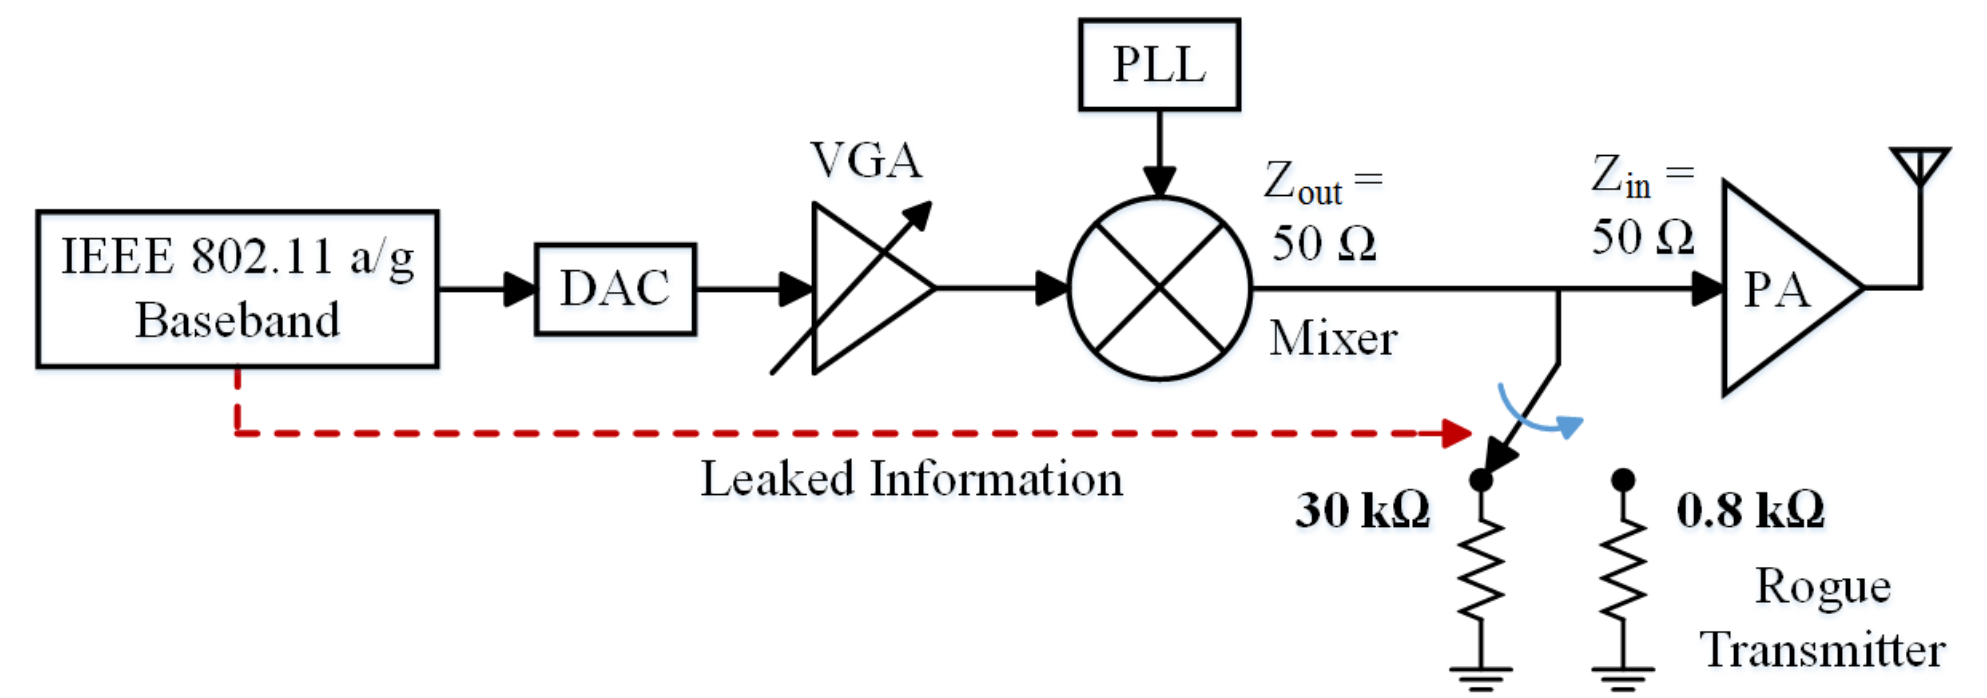 PLL
VGA
Zout =
50 Ω
Zin =
50 Ω
IEEE 802.11 a/g
Baseband
DAC
PA
Mixer
Leaked Information
30 kΩ
0.8 kΩ
Rogue
Transmitter